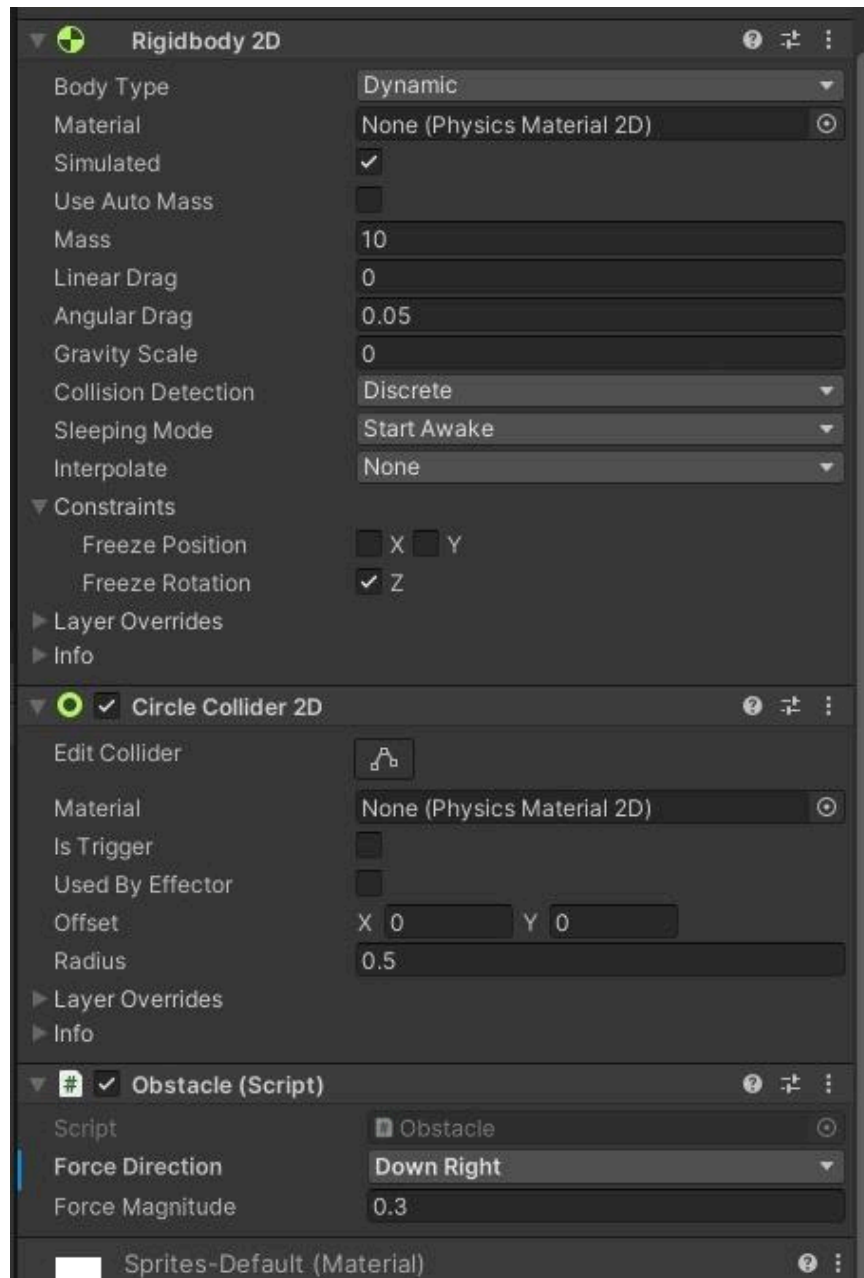 Rigidbody 2D
Body Type Dynamic
Material None (Physics Material 2D)
Simulated
Use Auto Mass
Mass 10
Linear Drag 0
Angular Drag 0.05
Gravity Scale 0
Collision Detection Discrete
Sleeping Mode Start Awake
Interpolate None
Constraints
Freeze Position X Y
Freeze Rotation Z
Layer Overrides
Info
Circle Collider 2D
Edit Collider
Material None (Physics Material 2D)
Is Trigger
Used By Effector
Offset X 0 Y 0
Radius 0.5
Layer Overrides
Info
# Obstacle (Script)
Script # Obstacle
Force Direction Down Right
Force Magnitude 0.3
Sprites-Default (Material)